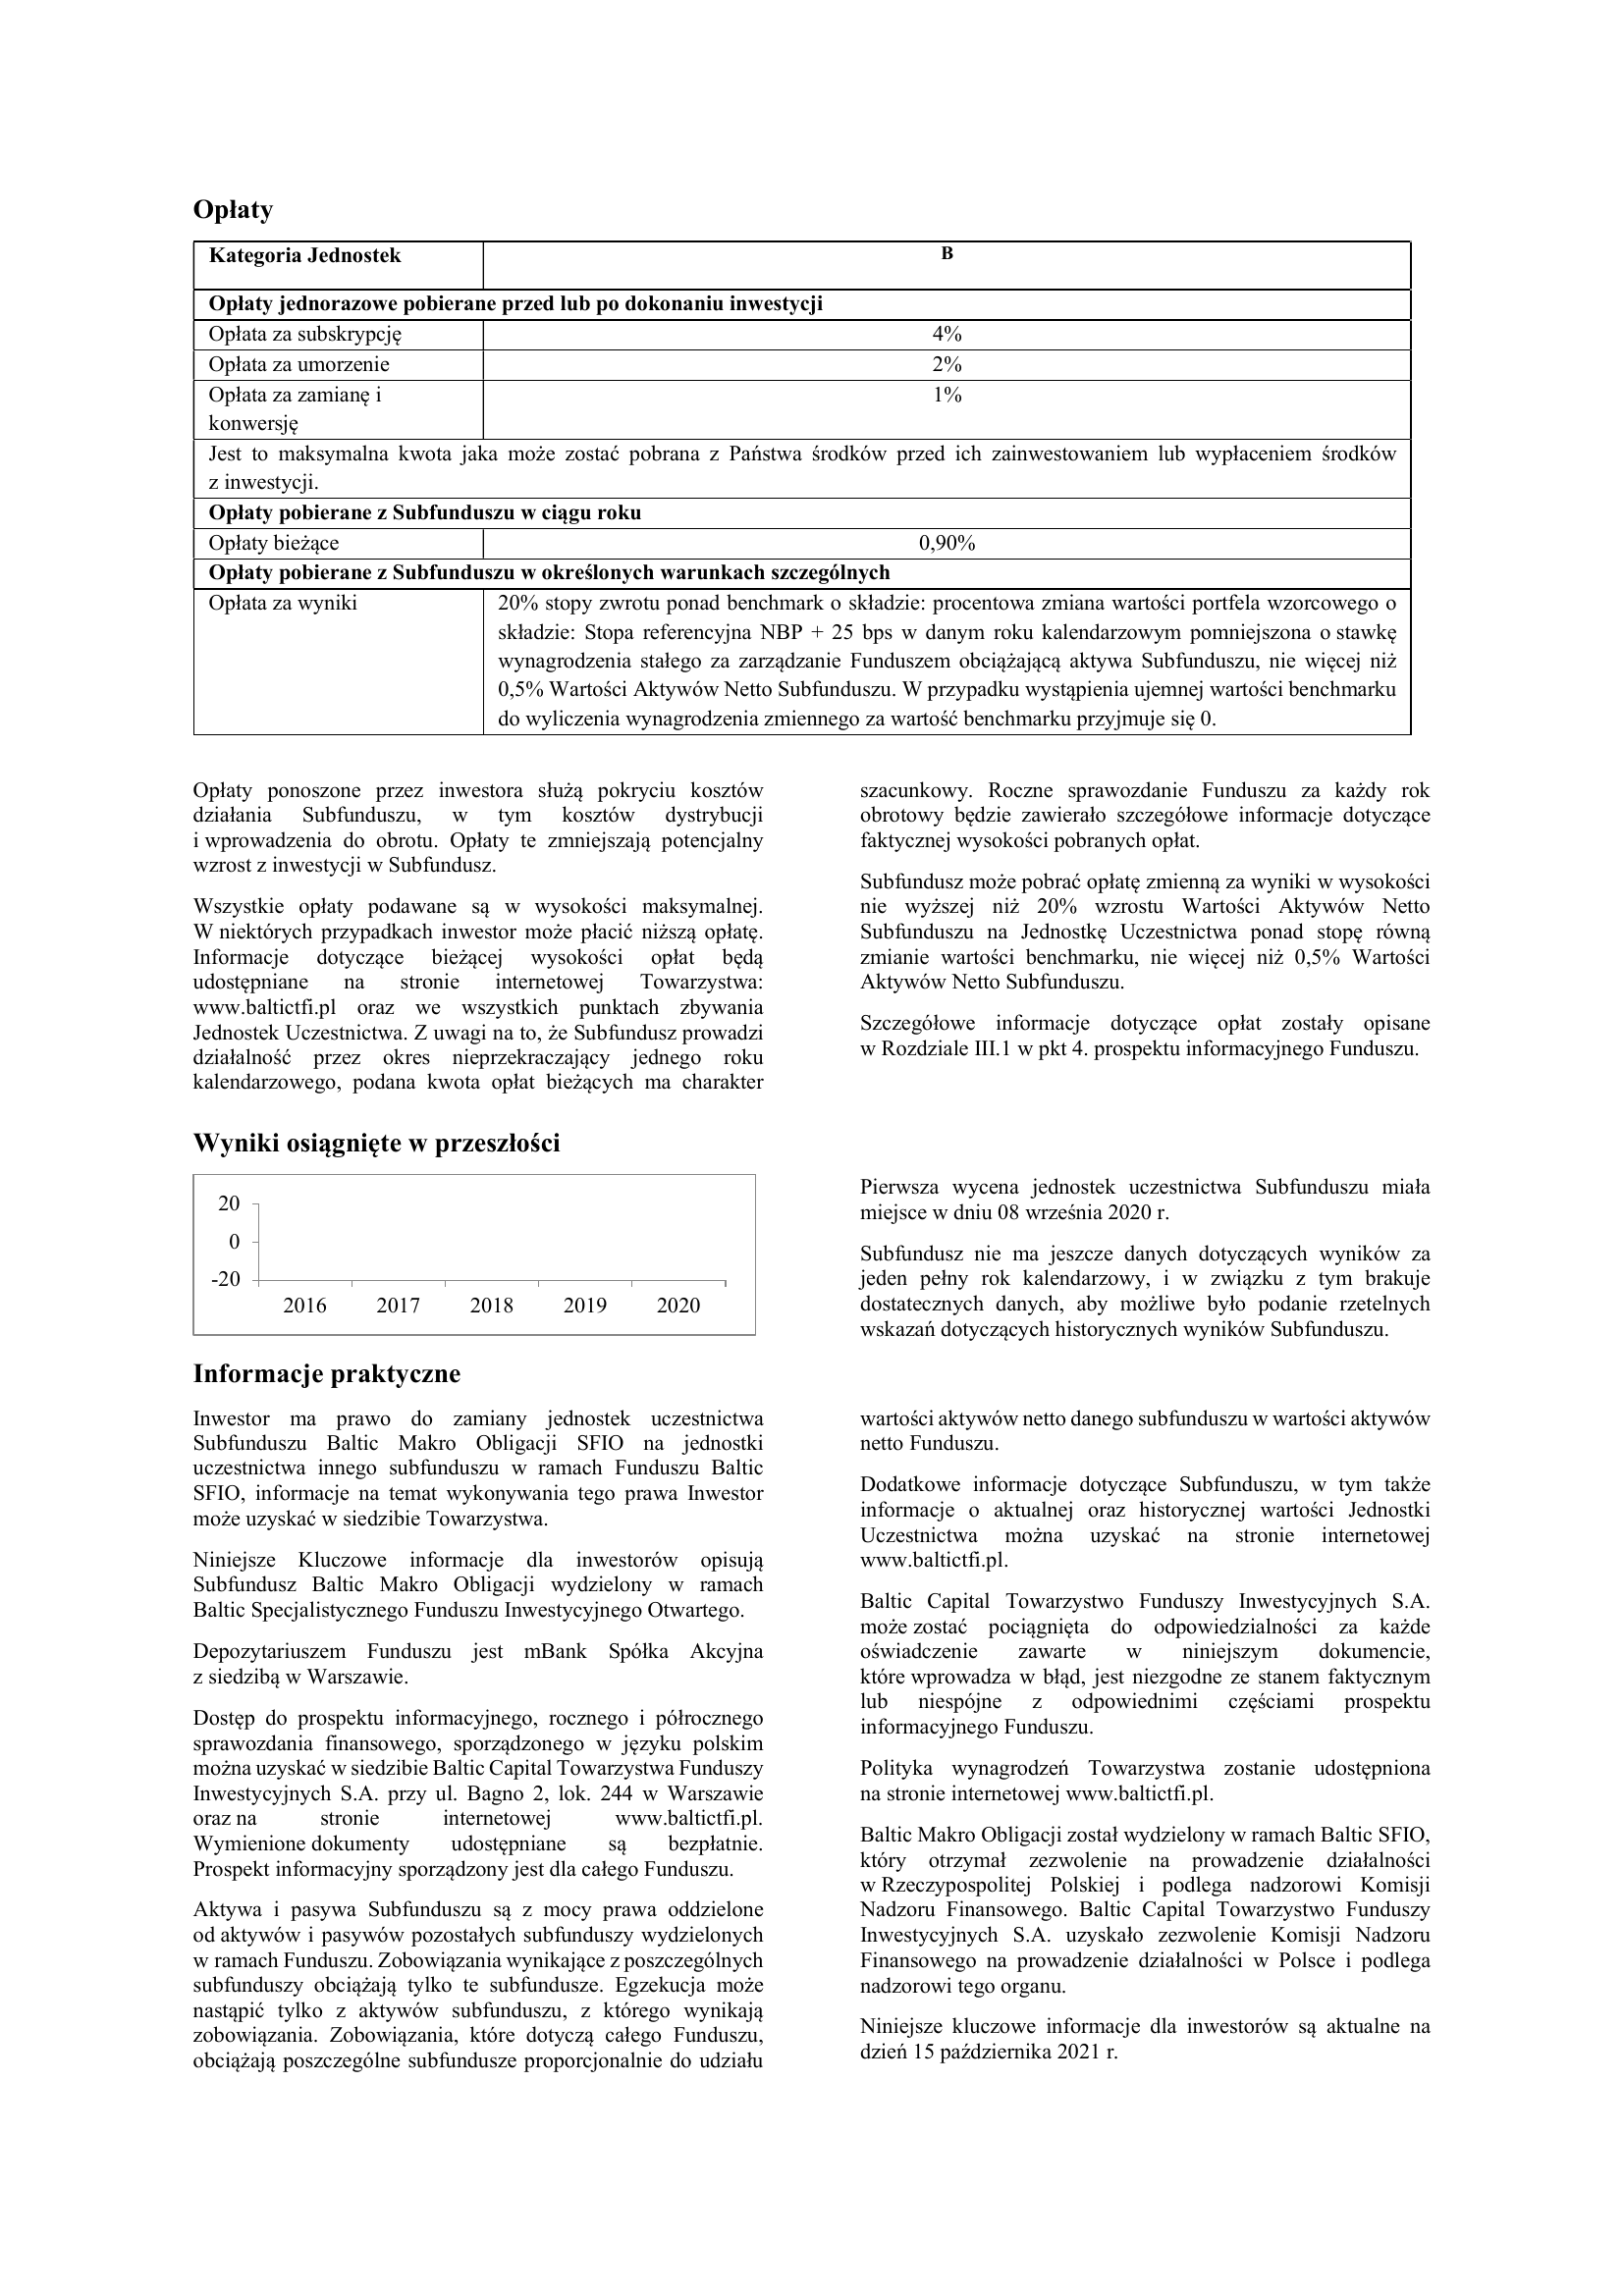 Opłaty
Kategoria Jednostek
B
Opłaty jednorazowe pobierane przed lub po dokonaniu inwestycji
Opłata za subskrypcję
4%
Opłata za umorzenie
2%
Opłata za zamianę i
konwersję
1%
Jest to maksymalna kwota jaka może zostać pobrana z Państwa środków przed ich zainwestowaniem lub wypłaceniem środków
z inwestycji.
Opłaty pobierane z Subfunduszu w ciągu roku
Opłaty bieżące
0,90%
Opłaty pobierane z Subfunduszu w określonych warunkach szczególnych
Opłata za wyniki
20% stopy zwrotu ponad benchmark o składzie: procentowa zmiana wartości portfela wzorcowego o
składzie: Stopa referencyjna NBP + 25 bps w danym roku kalendarzowym pomniejszona o stawkę
wynagrodzenia stałego za zarządzanie Funduszem obciążającą aktywa Subfunduszu, nie więcej niż
0,5% Wartości Aktywów Netto Subfunduszu. W przypadku wystąpienia ujemnej wartości benchmarku
do wyliczenia wynagrodzenia zmiennego za wartość benchmarku przyjmuje się 0.
Opłaty ponoszone przez inwestora służą pokryciu kosztów
działania Subfunduszu, w tym kosztów dystrybucji
i wprowadzenia do obrotu. Opłaty te zmniejszają potencjalny
wzrost z inwestycji w Subfundusz.
Wszystkie opłaty podawane są w wysokości maksymalnej.
W niektórych przypadkach inwestor może płacić niższą opłatę.
Informacje dotyczące bieżącej wysokości opłat będą
udostępniane na stronie internetowej Towarzystwa:
www.baltictfi.pl oraz we wszystkich punktach zbywania
Jednostek Uczestnictwa. Z uwagi na to, że Subfundusz prowadzi
działalność przez okres nieprzekraczający jednego roku
kalendarzowego, podana kwota opłat bieżących ma charakter
szacunkowy. Roczne sprawozdanie Funduszu za każdy rok
obrotowy będzie zawierało szczegółowe informacje dotyczące
faktycznej wysokości pobranych opłat.
Subfundusz może pobrać opłatę zmienną za wyniki w wysokości
nie wyższej niż 20% wzrostu Wartości Aktywów Netto
Subfunduszu na Jednostkę Uczestnictwa ponad stopę równą
zmianie wartości benchmarku, nie więcej niż 0,5% Wartości
Aktywów Netto Subfunduszu.
Szczegółowe informacje dotyczące opłat zostały opisane
w Rozdziale III.1 w pkt 4. prospektu informacyjnego Funduszu.
Wyniki osiągnięte w przeszłości
20
0
-20
2016 2017 2018 2019 2020
Pierwsza wycena jednostek uczestnictwa Subfunduszu miała
miejsce w dniu 08 września 2020 r.
Subfundusz nie ma jeszcze danych dotyczących wyników za
jeden pełny rok kalendarzowy, i w związku z tym brakuje
dostatecznych danych, aby możliwe było podanie rzetelnych
wskazań dotyczących historycznych wyników Subfunduszu.
Informacje praktyczne
Inwestor ma prawo do zamiany jednostek uczestnictwa
Subfunduszu Baltic Makro Obligacji SFIO na jednostki
uczestnictwa innego subfunduszu w ramach Funduszu Baltic
SFIO, informacje na temat wykonywania tego prawa Inwestor
może uzyskać w siedzibie Towarzystwa.
Niniejsze Kluczowe informacje dla inwestorów opisują
Subfundusz Baltic Makro Obligacji wydzielony w ramach
Baltic Specjalistycznego Funduszu Inwestycyjnego Otwartego.
Depozytariuszem Funduszu jest mBank Spółka Akcyjna
z siedzibą w Warszawie.
Dostęp do prospektu informacyjnego, rocznego i półrocznego
sprawozdania finansowego, sporządzonego w języku polskim
można uzyskać w siedzibie Baltic Capital Towarzystwa Funduszy
Inwestycyjnych S.A. przy ul. Bagno 2, lok. 244 w Warszawie
oraz na stronie internetowej www.baltictfi.pl.
Wymienione dokumenty udostępniane są bezpłatnie.
Prospekt informacyjny sporządzony jest dla całego Funduszu.
Aktywa i pasywa Subfunduszu są z mocy prawa oddzielone
od aktywów i pasywów pozostałych subfunduszy wydzielonych
w ramach Funduszu. Zobowiązania wynikające z poszczególnych
subfunduszy obciążają tylko te subfundusze. Egzekucja może
nastąpić tylko z aktywów subfunduszu, z którego wynikają
zobowiązania. Zobowiązania, które dotyczą całego Funduszu,
obciążają poszczególne subfundusze proporcjonalnie do udziału
wartości aktywów netto danego subfunduszu w wartości aktywów
netto Funduszu.
Dodatkowe informacje dotyczące Subfunduszu, w tym także
informacje o aktualnej oraz historycznej wartości Jednostki
Uczestnictwa można uzyskać na stronie internetowej
www.baltictfi.pl.
Baltic Capital Towarzystwo Funduszy Inwestycyjnych S.A.
może zostać pociągnięta do odpowiedzialności za każde
oświadczenie zawarte w niniejszym dokumencie,
które wprowadza w błąd, jest niezgodne ze stanem faktycznym
lub niespójne z odpowiednimi częściami prospektu
informacyjnego Funduszu.
Polityka wynagrodzeń Towarzystwa zostanie udostępniona
na stronie internetowej www.baltictfi.pl.
Baltic Makro Obligacji został wydzielony w ramach Baltic SFIO,
który otrzymał zezwolenie na prowadzenie działalności
w Rzeczypospolitej Polskiej i podlega nadzorowi Komisji
Nadzoru Finansowego. Baltic Capital Towarzystwo Funduszy
Inwestycyjnych S.A. uzyskało zezwolenie Komisji Nadzoru
Finansowego na prowadzenie działalności w Polsce i podlega
nadzorowi tego organu.
Niniejsze kluczowe informacje dla inwestorów są aktualne na
dzień 15 października 2021 r.